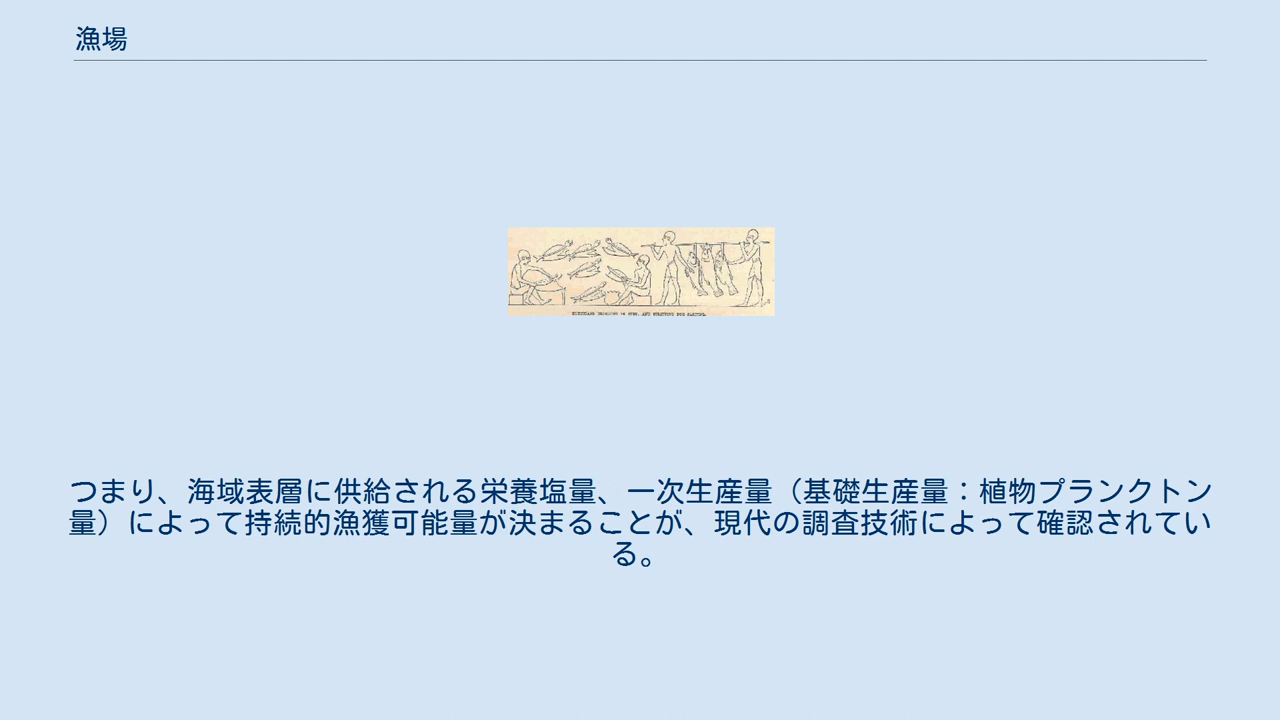 漁場
つまり、海域表層に供給される栄養塩量、一次生産量（基礎生産量：植物プランクトン
量）によって持続的漁獲可能量が決まることが、現代の調査技術によって確認されてい
る。